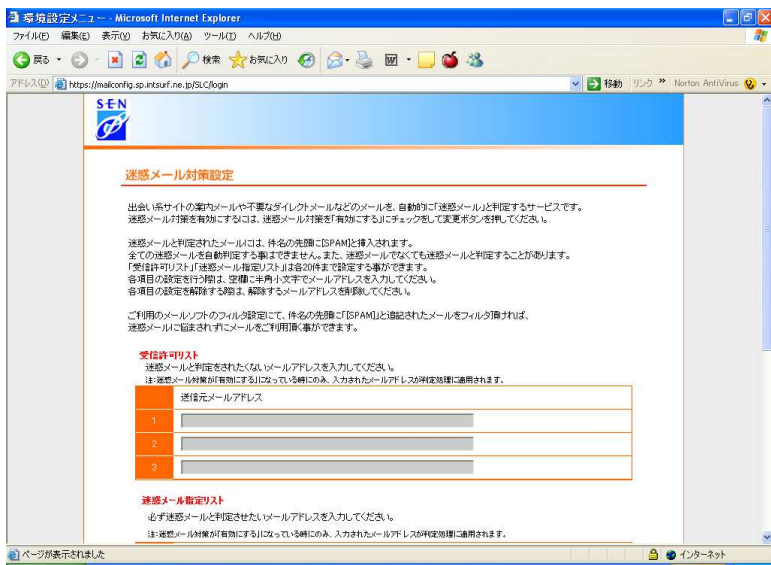 環境設定メニュー - Microsoft Internet Explorer
ファイル(F) 編集(E) 表示(V) お気に入り(A) ツール(T) ヘルプ(H)
戻る 検索 お気に入り
アドレス(D) https://mailconfig.sp.intsurf.ne.jp/SLC/login 移動 リンク » Norton AntiVirus
SEN
迷惑メール対策設定
出会い系サイトの案内メールや不要なダイレクトメールなどのメールを、自動的に「迷惑メール」と判定するサービスです。
迷惑メール対策を有効にするには、迷惑メール対策を「有効にする」にチェックをして変更ボタンを押してください。
迷惑メールと判定されたメールには、件名の先頭に[SPAM]と挿入されます。
全ての迷惑メールを自動判定する事はできません。また、迷惑メールでなくても迷惑メールと判定することがあります。
「受信許可リスト」「迷惑メール指定リスト」は各20件まで設定する事ができます。
各項目の設定を行う際は、空欄に半角小文字でメールアドレスを入力してください。
各項目の設定を解除する際は、解除するメールアドレスを削除してください。
ご利用のメールソフトのフィルタ設定にて、件名の先頭に「[SPAM]」と追記されたメールをフィルタ頂ければ、
迷惑メールに悩まされずにメールをご利用頂く事ができます。
受信許可リスト
迷惑メールと判定をされたくないメールアドレスを入力してください。
注:迷惑メール対策が「有効にする」になっている時にのみ、入力されたメールアドレスが判定処理に適用されます。
送信元メールアドレス
1
2
3
迷惑メール指定リスト
必ず迷惑メールと判定させたいメールアドレスを入力してください。
注:迷惑メール対策が「有効にする」になっている時にのみ、入力されたメールアドレスが判定処理に適用されます。
ページが表示されました インターネット